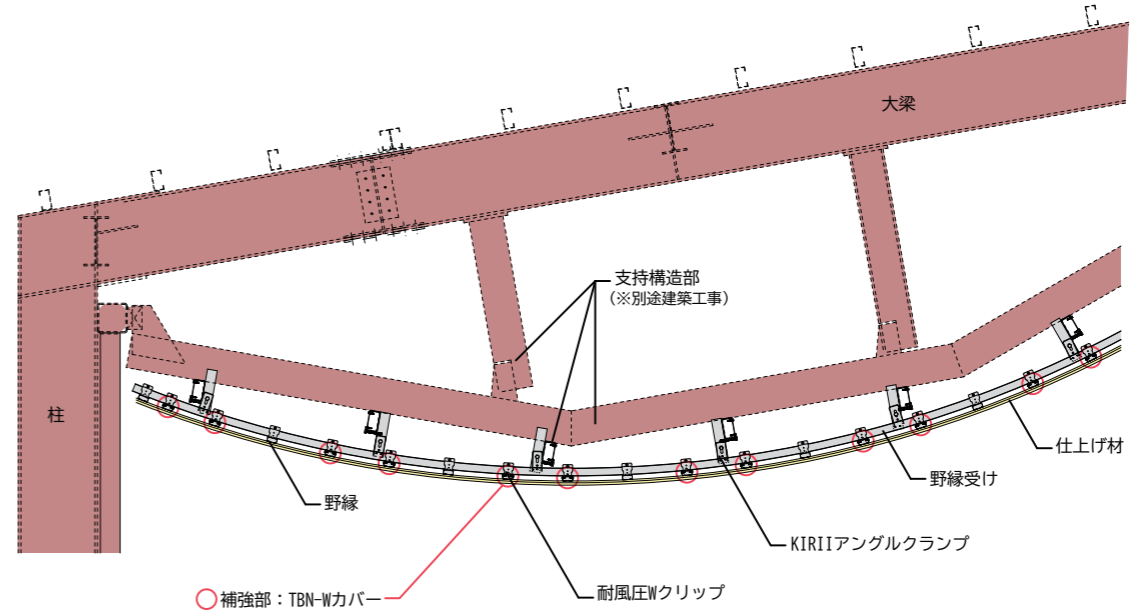 大梁
支持構造部
(※別途建築工事)
柱
仕上げ材
野縁受け
野縁
KIRIIアングルクランプ
耐風圧Wクリップ
補強部：TBN-Wカバー